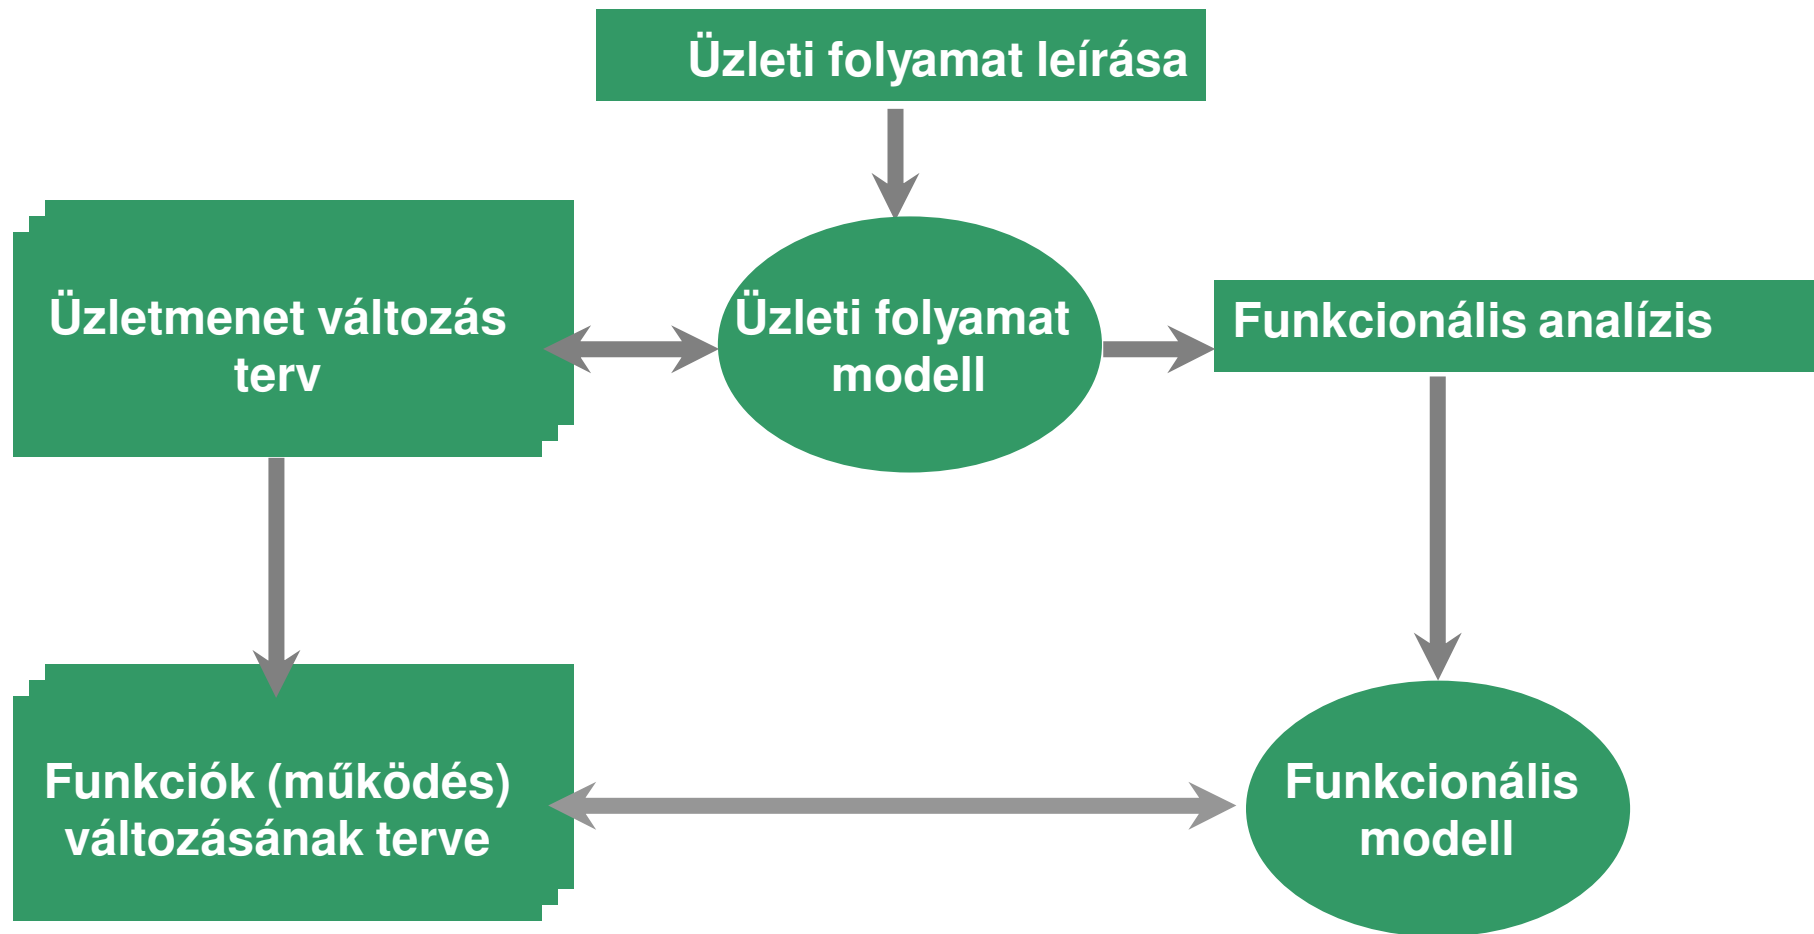 Üzleti folyamat leírása
Üzletmenet változás
terv
Üzleti folyamat
modell
Funkcionális analízis
Funkciók (működés)
változásának terve
Funkcionális
modell